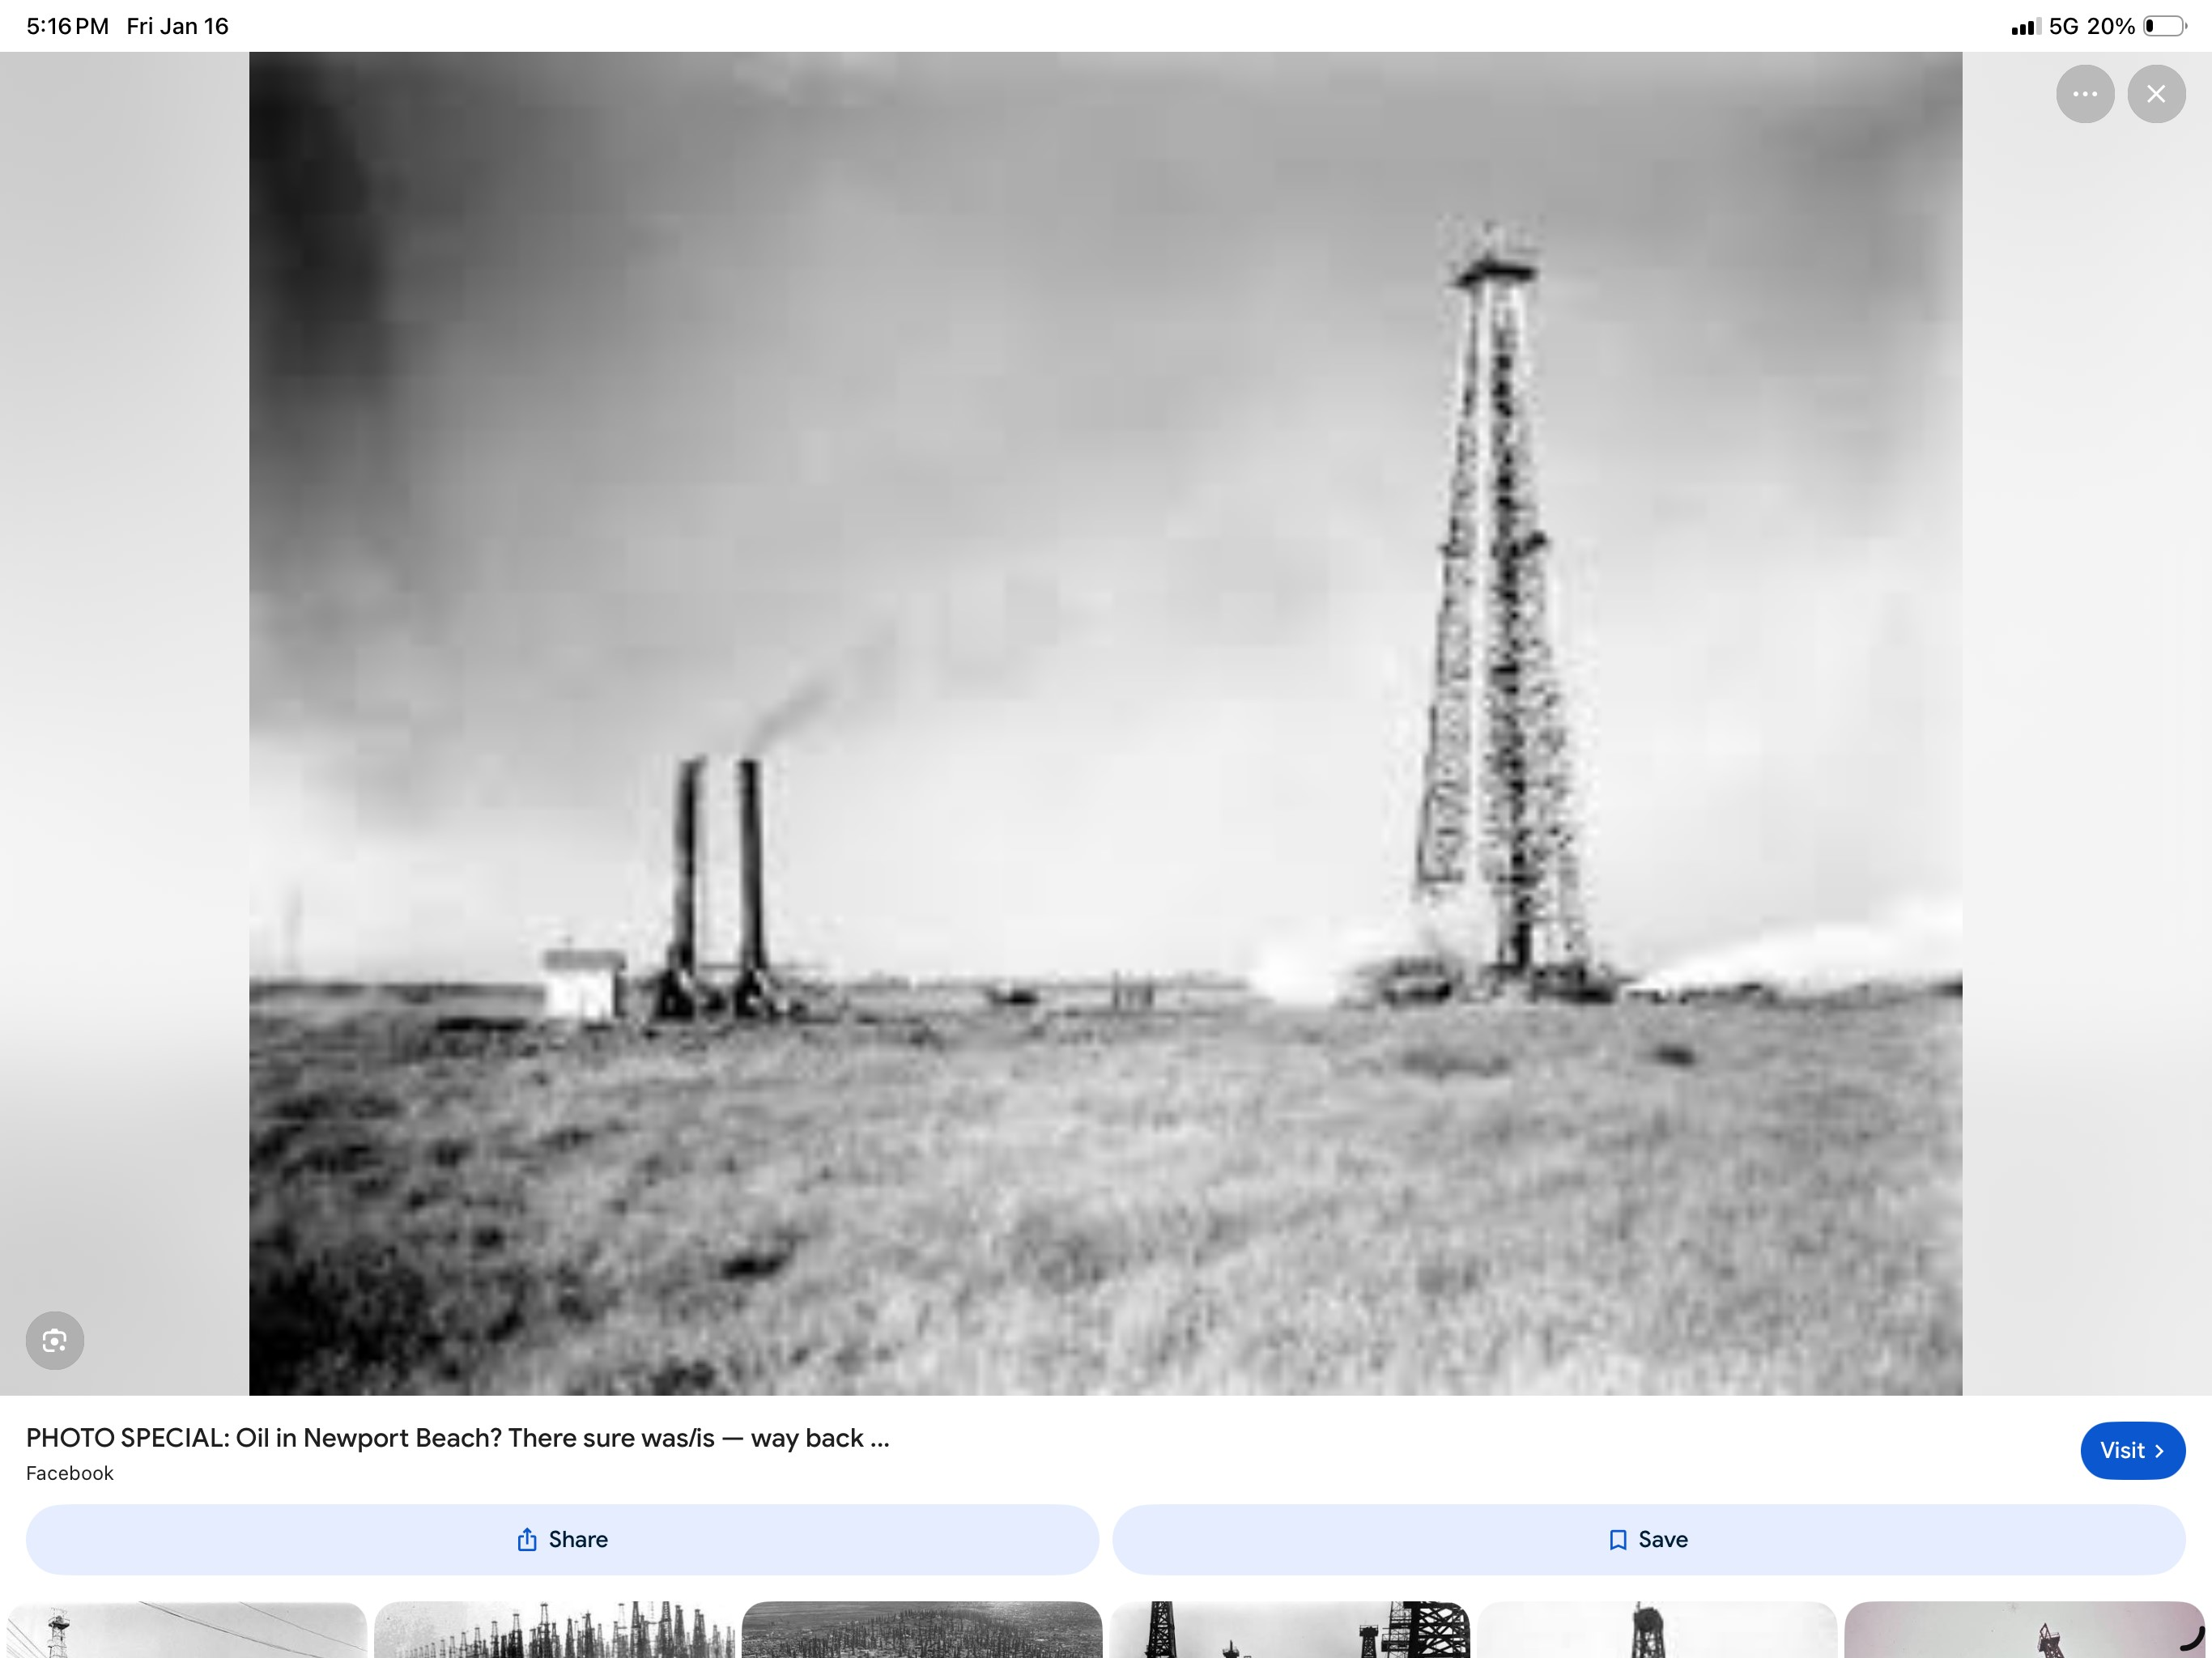 5:16 PM Fri Jan 16
5G 20%
PHOTO SPECIAL: Oil in Newport Beach? There sure was/is — way back ...
Facebook
Visit
Share
Save